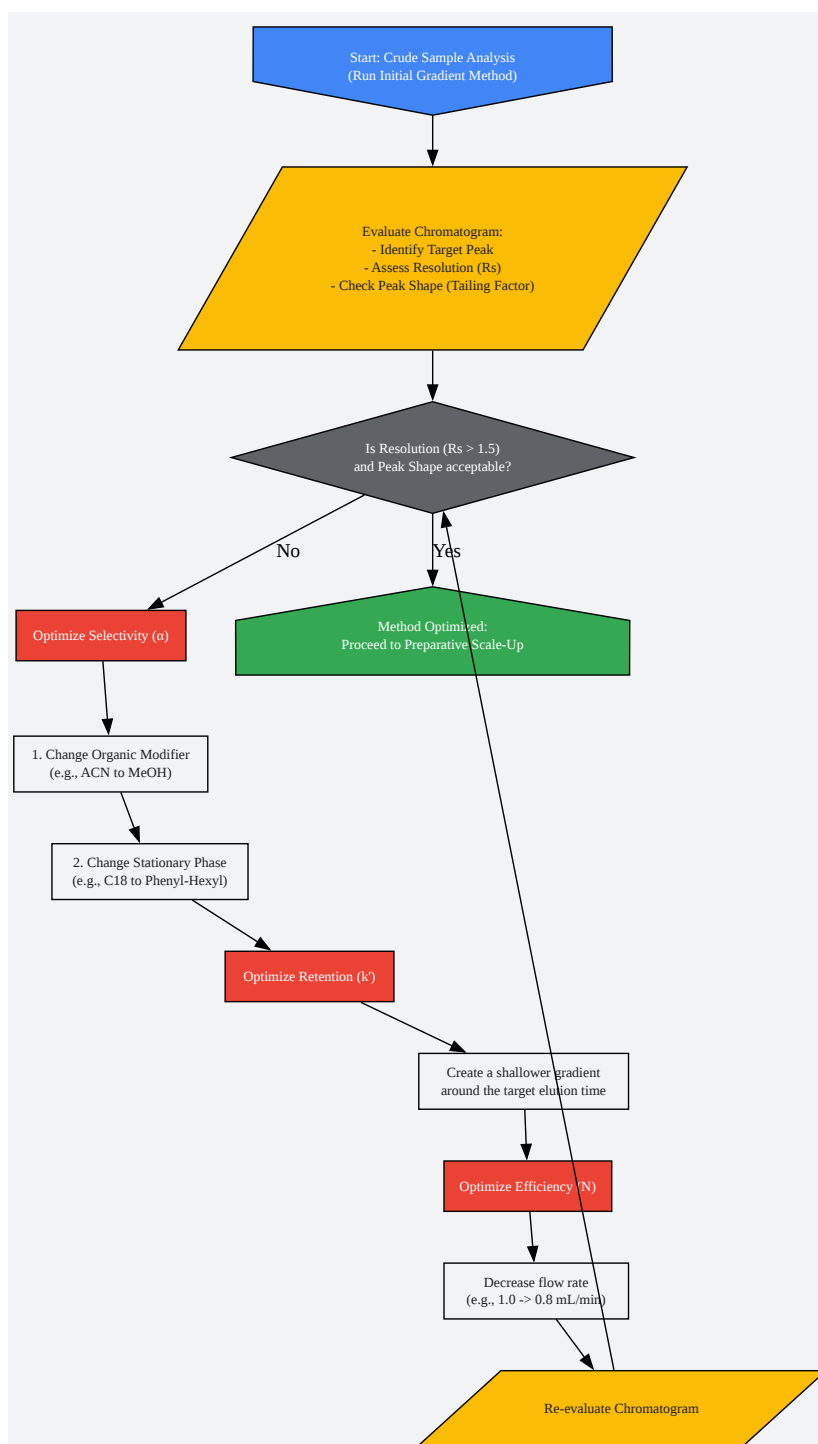 Start: Crude Sample Analysis
(Run Initial Gradient Method)
Evaluate Chromatogram:
- Identify Target Peak
- Assess Resolution (Rs)
- Check Peak Shape (Tailing Factor)
Is Resolution (Rs > 1.5)
and Peak Shape acceptable?
No
Yes
Optimize Selectivity (α)
Method Optimized:
Proceed to Preparative Scale-Up
1. Change Organic Modifier
(e.g., ACN to MeOH)
2. Change Stationary Phase
(e.g., C18 to Phenyl-Hexyl)
Optimize Retention (k')
Create a shallower gradient
around the target elution time
Optimize Efficiency (N)
Decrease flow rate
(e.g., 1.0 -> 0.8 mL/min)
Re-evaluate Chromatogram